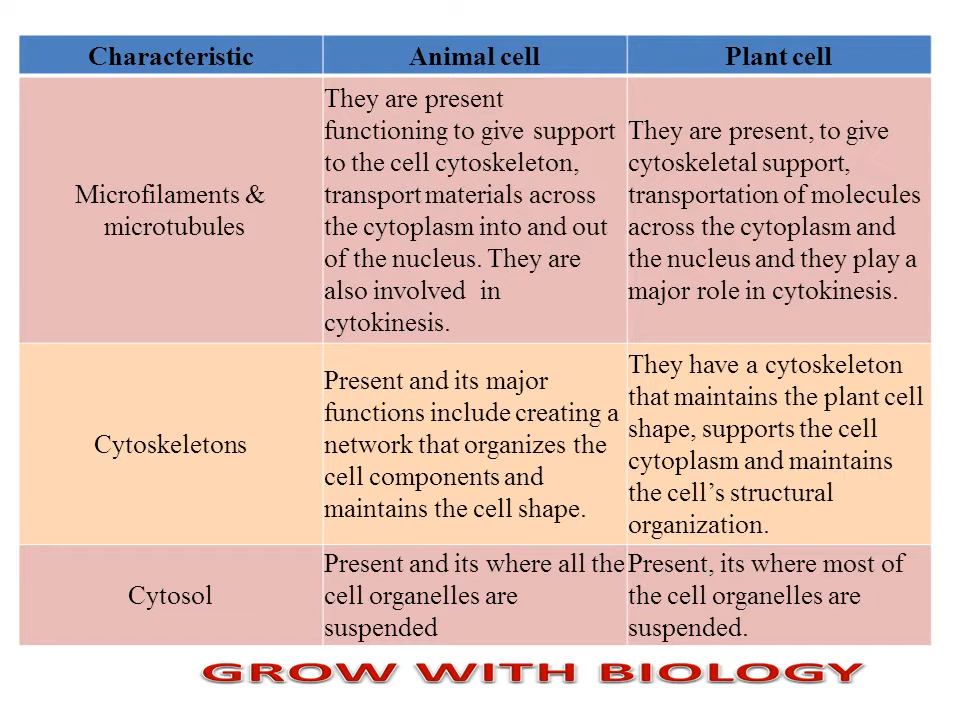 Characteristic
Animal cell
Plant cell
Microfilaments &
microtubules
They are present
functioning to give support
to the cell cytoskeleton,
transport materials across
the cytoplasm into and out
of the nucleus. They are
also involved in
cytokinesis.
They are present, to give
cytoskeletal support,
transportation of molecules
across the cytoplasm and
the nucleus and they play a
major role in cytokinesis.
Cytoskeletons
Present and its major
functions include creating a
network that organizes the
cell components and
maintains the cell shape.
They have a cytoskeleton
that maintains the plant cell
shape, supports the cell
cytoplasm and maintains
the cell’s structural
organization.
Cytosol
Present and its where all the
cell organelles are
suspended
Present, its where most of
the cell organelles are
suspended.
GROW WITH BIOLOGY